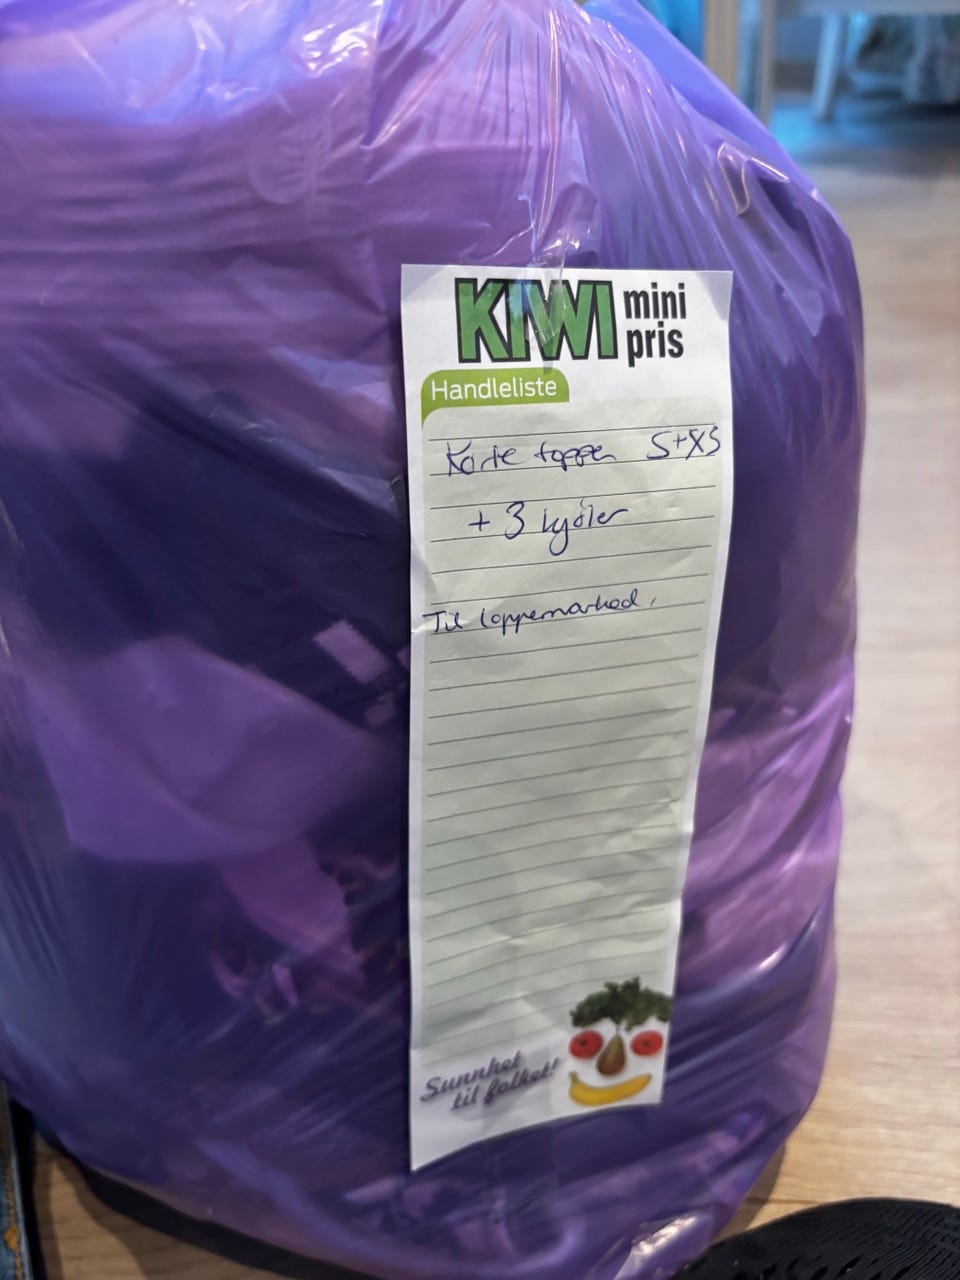 KIWI mini pris
Handleliste
Korte topper S+XS
+ 3 kjoler
Til loppemarked.
Sunnhet
til folket!